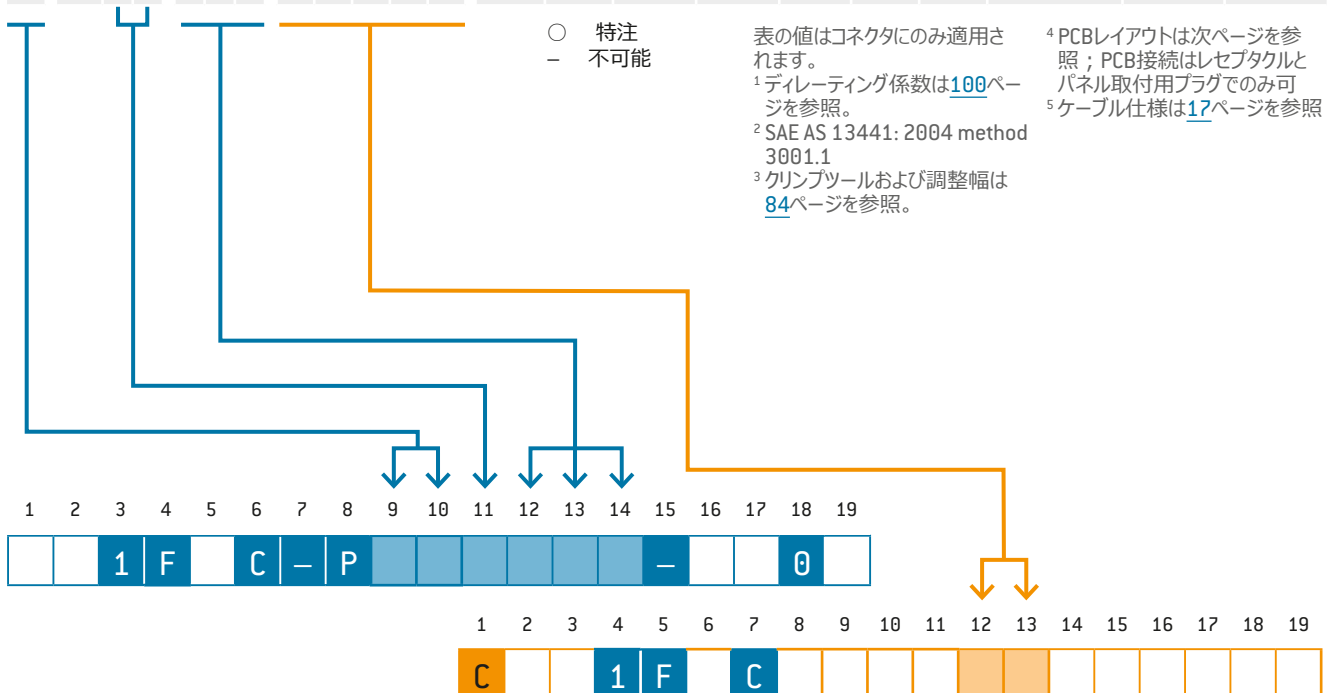 ○ 特注
– 不可能
表の値はコネクタにのみ適用さ
れます。
¹ ディレーティング係数は100ペー
ジを参照。
² SAE AS 13441: 2004 method
3001.1
³ クリンプツールおよび調整幅は
84ページを参照。
⁴ PCBレイアウトは次ページを参
照；PCB接続はレセプタクルと
パネル取付用プラグでのみ可
⁵ ケーブル仕様は17ページを参照
1 2 3 4 5 6 7 8 9 10 11 12 13 14 15 16 17 18 19
1 F C – P – 0
1 2 3 4 5 6 7 8 9 10 11 12 13 14 15 16 17 18 19
C 1 F C